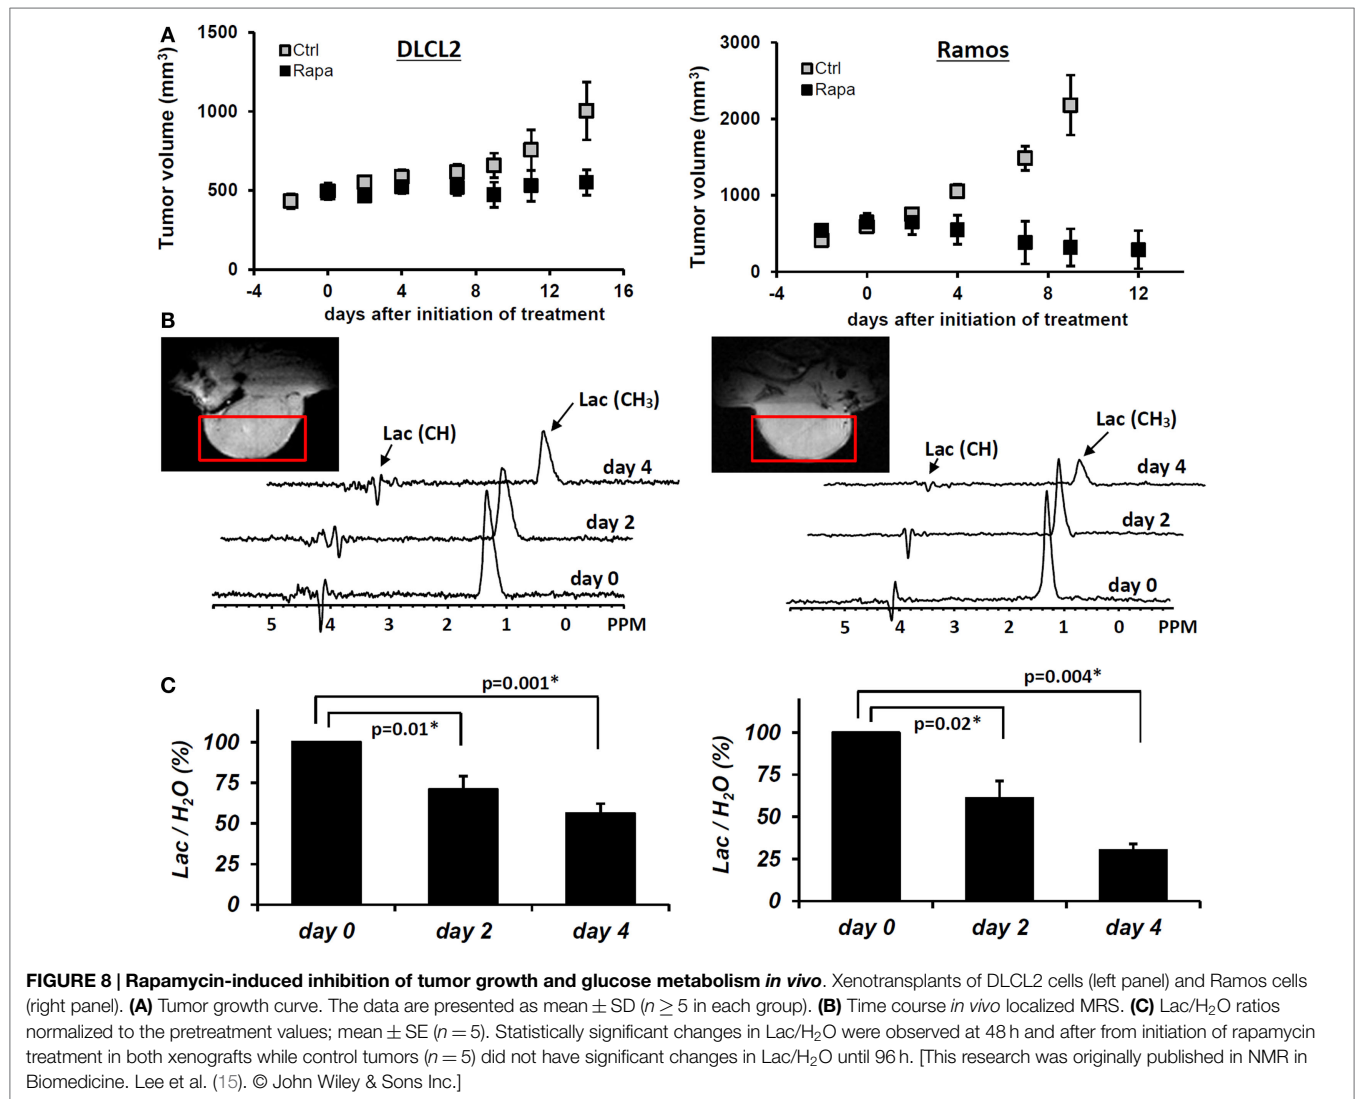 A
1500
1000
500
0
Tumor volume (mm³)
Ctrl
Rapa
DLCL2
-4
0
4
8
12
16
days after initiation of treatment
3000
2000
1000
0
Tumor volume (mm³)
Ctrl
Rapa
Ramos
-4
0
4
8
12
days after initiation of treatment
B
Lac (CH)
Lac (CH₃)
day 4
day 2
day 0
5 4 3 2 1 0 PPM
Lac (CH)
Lac (CH₃)
day 4
day 2
day 0
5 4 3 2 1 0 PPM
C
p=0.001*
p=0.01*
100
75
50
25
0
Lac / H₂O (%)
day 0 day 2 day 4
p=0.004*
p=0.02*
100
75
50
25
0
Lac / H₂O (%)
day 0 day 2 day 4
FIGURE 8 | Rapamycin-induced inhibition of tumor growth and glucose metabolism in vivo. Xenotransplants of DLCL2 cells (left panel) and Ramos cells
(right panel). (A) Tumor growth curve. The data are presented as mean ± SD (n ≥ 5 in each group). (B) Time course in vivo localized MRS. (C) Lac/H₂O ratios
normalized to the pretreatment values; mean ± SE (n = 5). Statistically significant changes in Lac/H₂O were observed at 48 h and after from initiation of rapamycin
treatment in both xenografts while control tumors (n = 5) did not have significant changes in Lac/H₂O until 96 h. [This research was originally published in NMR in
Biomedicine. Lee et al. (15). © John Wiley & Sons Inc.]